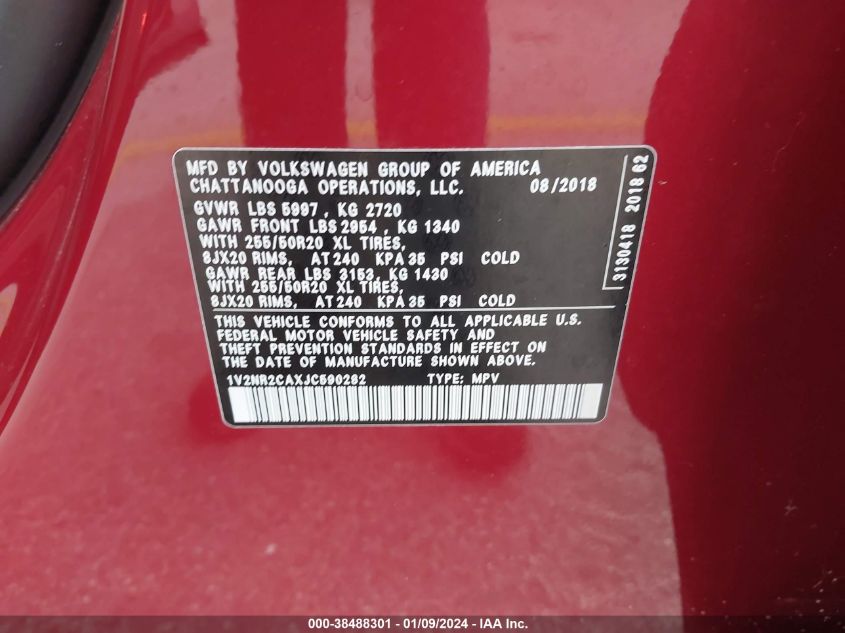 MFD BY VOLKSWAGEN GROUP OF AMERICA
CHATTANOOGA OPERATIONS, LLC. 08/2018
GVWR LBS 5997 , KG 2720
GAWR FRONT LBS 2954 , KG 1340
WITH 255/50R20 XL TIRES,
8JX20 RIMS, AT 240 KPA 35 PSI COLD
GAWR REAR LBS 3153, KG 1430
WITH 255/50R20 XL TIRES,
8JX20 RIMS, AT 240 KPA 35 PSI COLD
THIS VEHICLE CONFORMS TO ALL APPLICABLE U.S.
FEDERAL MOTOR VEHICLE SAFETY AND
THEFT PREVENTION STANDARDS IN EFFECT ON
THE DATE OF MANUFACTURE SHOWN ABOVE.
1V2NR2CAXJC590282 TYPE: MPV
3130418 2018 62
000-38488301 - 01/09/2024 - IAA Inc.